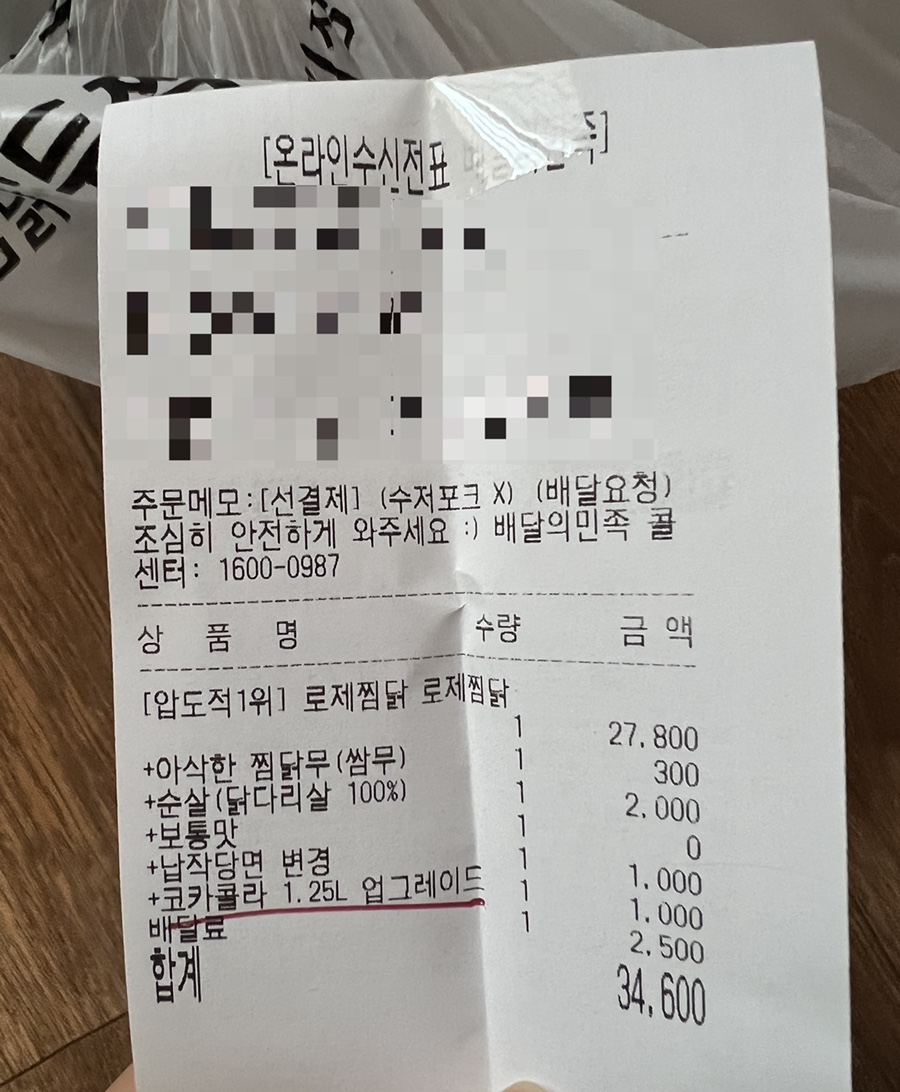 [온라인수신전표
주문메모:[선결제] (수저포크 X) (배달요청)
조심히 안전하게 와주세요 :) 배달의민족 콜
센터: 1600-0987
상 품 명 수량 금 액
[압도적1위] 로제찜닭 로제찜닭
1 27,800
+아삭한 찜닭무(쌈무) 1 300
+순살(닭다리살 100%) 1 2,000
+보통맛 1 0
+납작당면 변경 1 1,000
+코카콜라 1.25L 업그레이드 1 1,000
배달료 1 2,500
합계 34,600